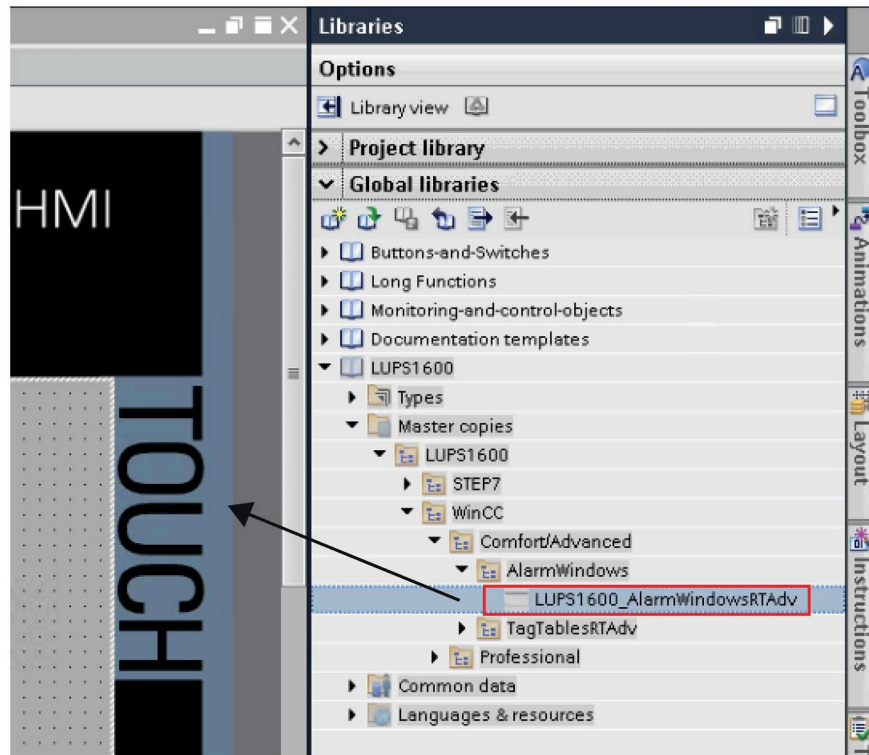 Libraries
Options
Library view
Project library
Global libraries
Buttons-and-Switches
Long Functions
Monitoring-and-control-objects
Documentation templates
LUPS1600
Types
Master copies
LUPS1600
STEP7
WinCC
Comfort/Advanced
AlarmWindows
LUPS1600_AlarmWindowsRTAdv
TagTablesRTAdv
Professional
Common data
Languages & resources
HMI
TOUCH
Toolbox
Animations
Layout
Instructions